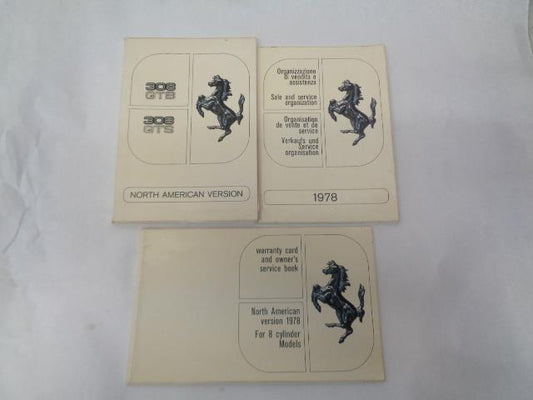 308
GTB
308
GTS
NORTH AMERICAN VERSION
Organizzazione
di vendita e
assistenza
Sale and service
organization
Organisation
de vente et de
service
Verkaufs und
Service
organisation
1978
warranty card
and owner's
service book
North American
version 1978
For 8 cylinder
Models